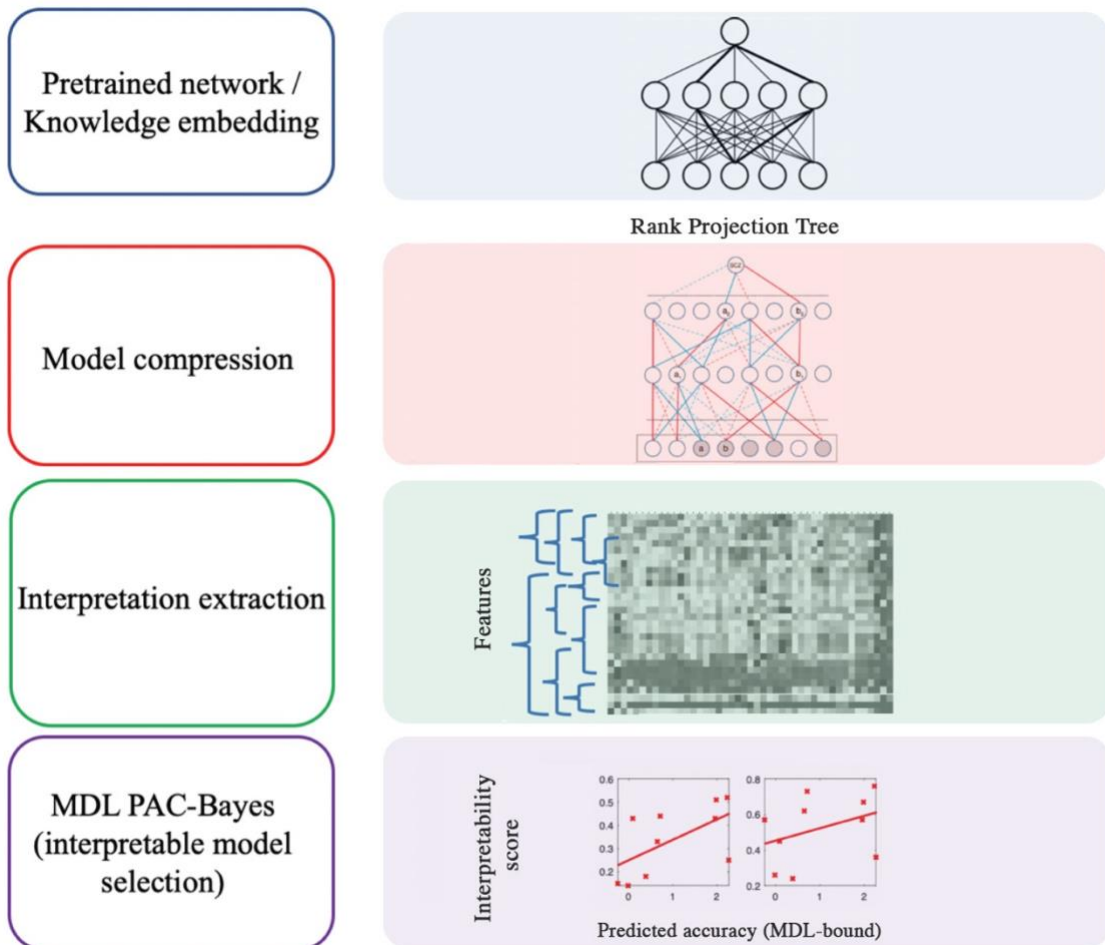 Pretrained network /
Knowledge embedding
Rank Projection Tree
Model compression
SCZ
a
b
a
b
a b
Interpretation extraction
Features
MDL PAC-Bayes
(interpretable model
selection)
Interpretability
score
0.6
0.5
0.4
0.3
0.2
0 1 2
0.8
0.6
0.4
0.2
0 1 2
Predicted accuracy (MDL-bound)